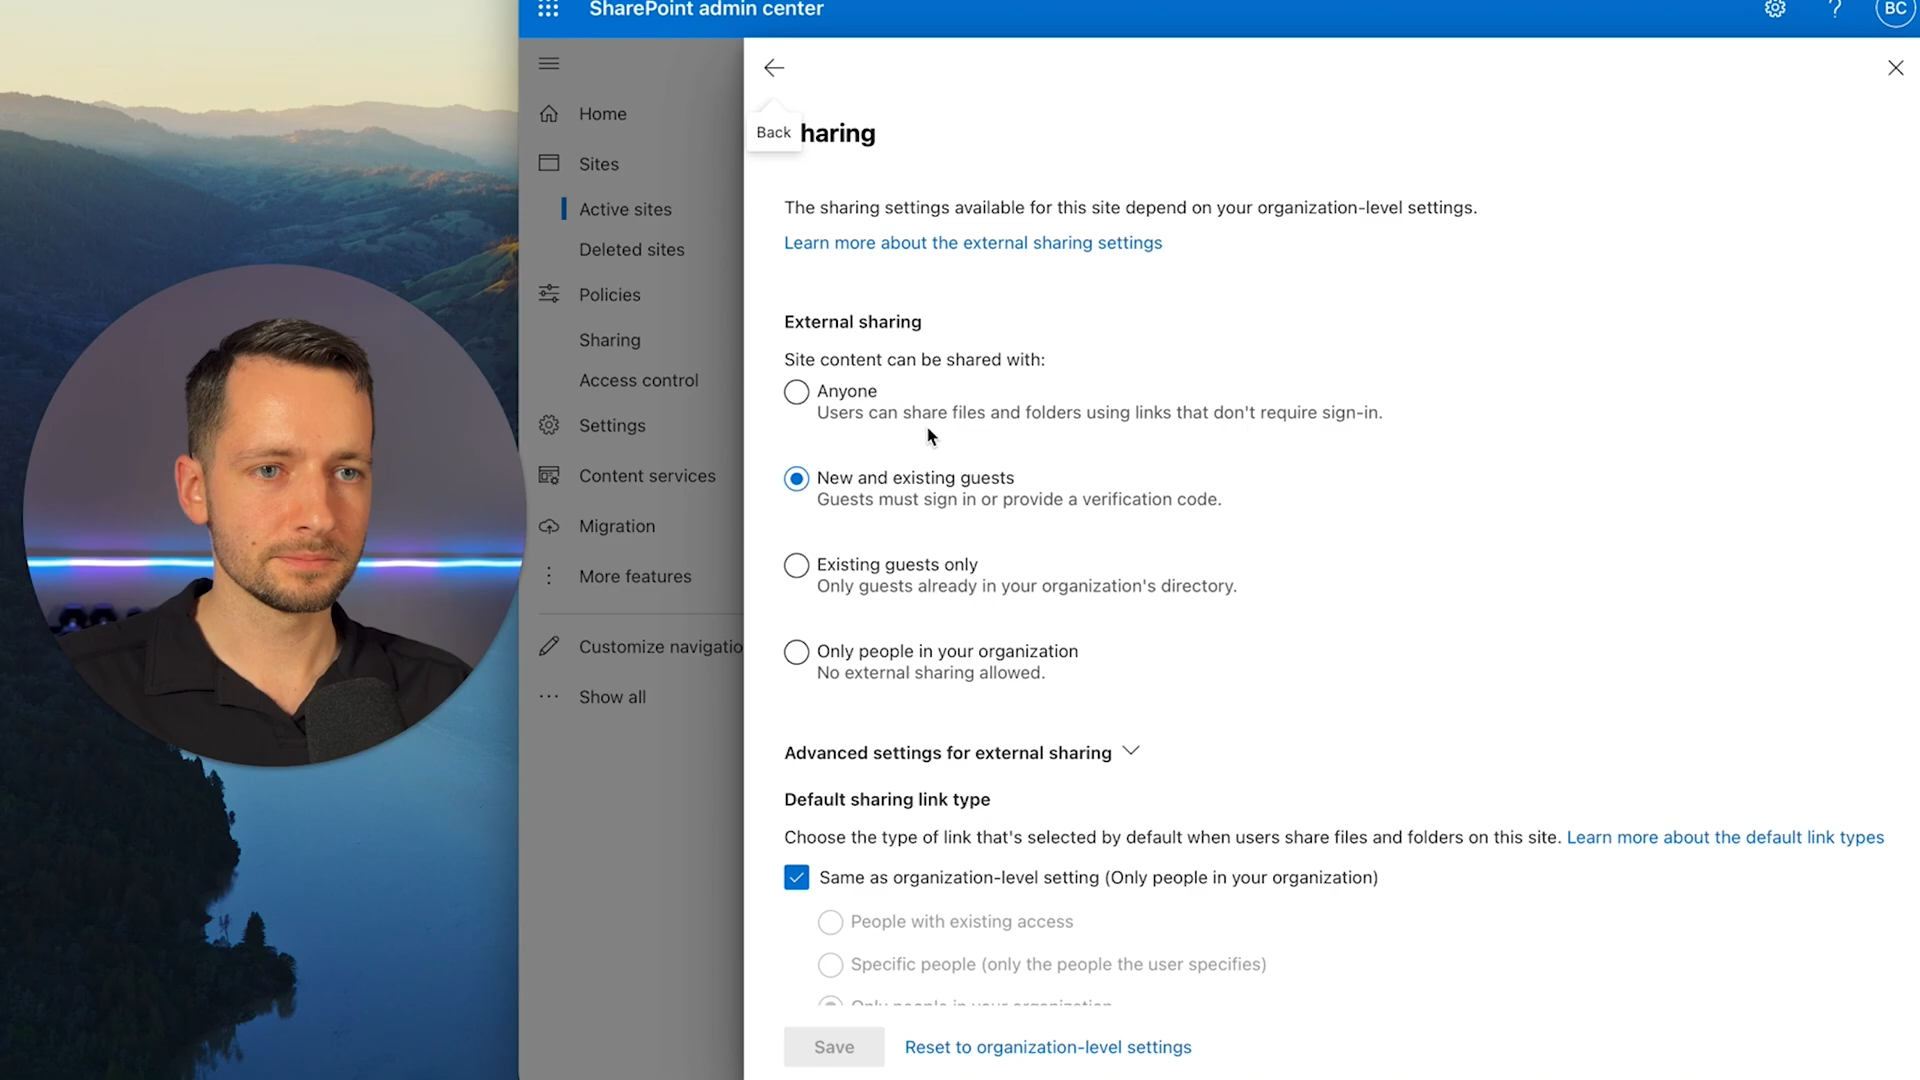 SharePoint admin center
?
BC
Home
Sites
Active sites
Deleted sites
Policies
Sharing
Access control
Settings
Content services
Migration
More features
Customize navigatio
Show all
Back
haring
The sharing settings available for this site depend on your organization-level settings.
Learn more about the external sharing settings
External sharing
Site content can be shared with:
Anyone
Users can share files and folders using links that don't require sign-in.
New and existing guests
Guests must sign in or provide a verification code.
Existing guests only
Only guests already in your organization's directory.
Only people in your organization
No external sharing allowed.
Advanced settings for external sharing
Default sharing link type
Choose the type of link that's selected by default when users share files and folders on this site. Learn more about the default link types
Same as organization-level setting (Only people in your organization)
People with existing access
Specific people (only the people the user specifies)
Only people in your organization
Save
Reset to organization-level settings